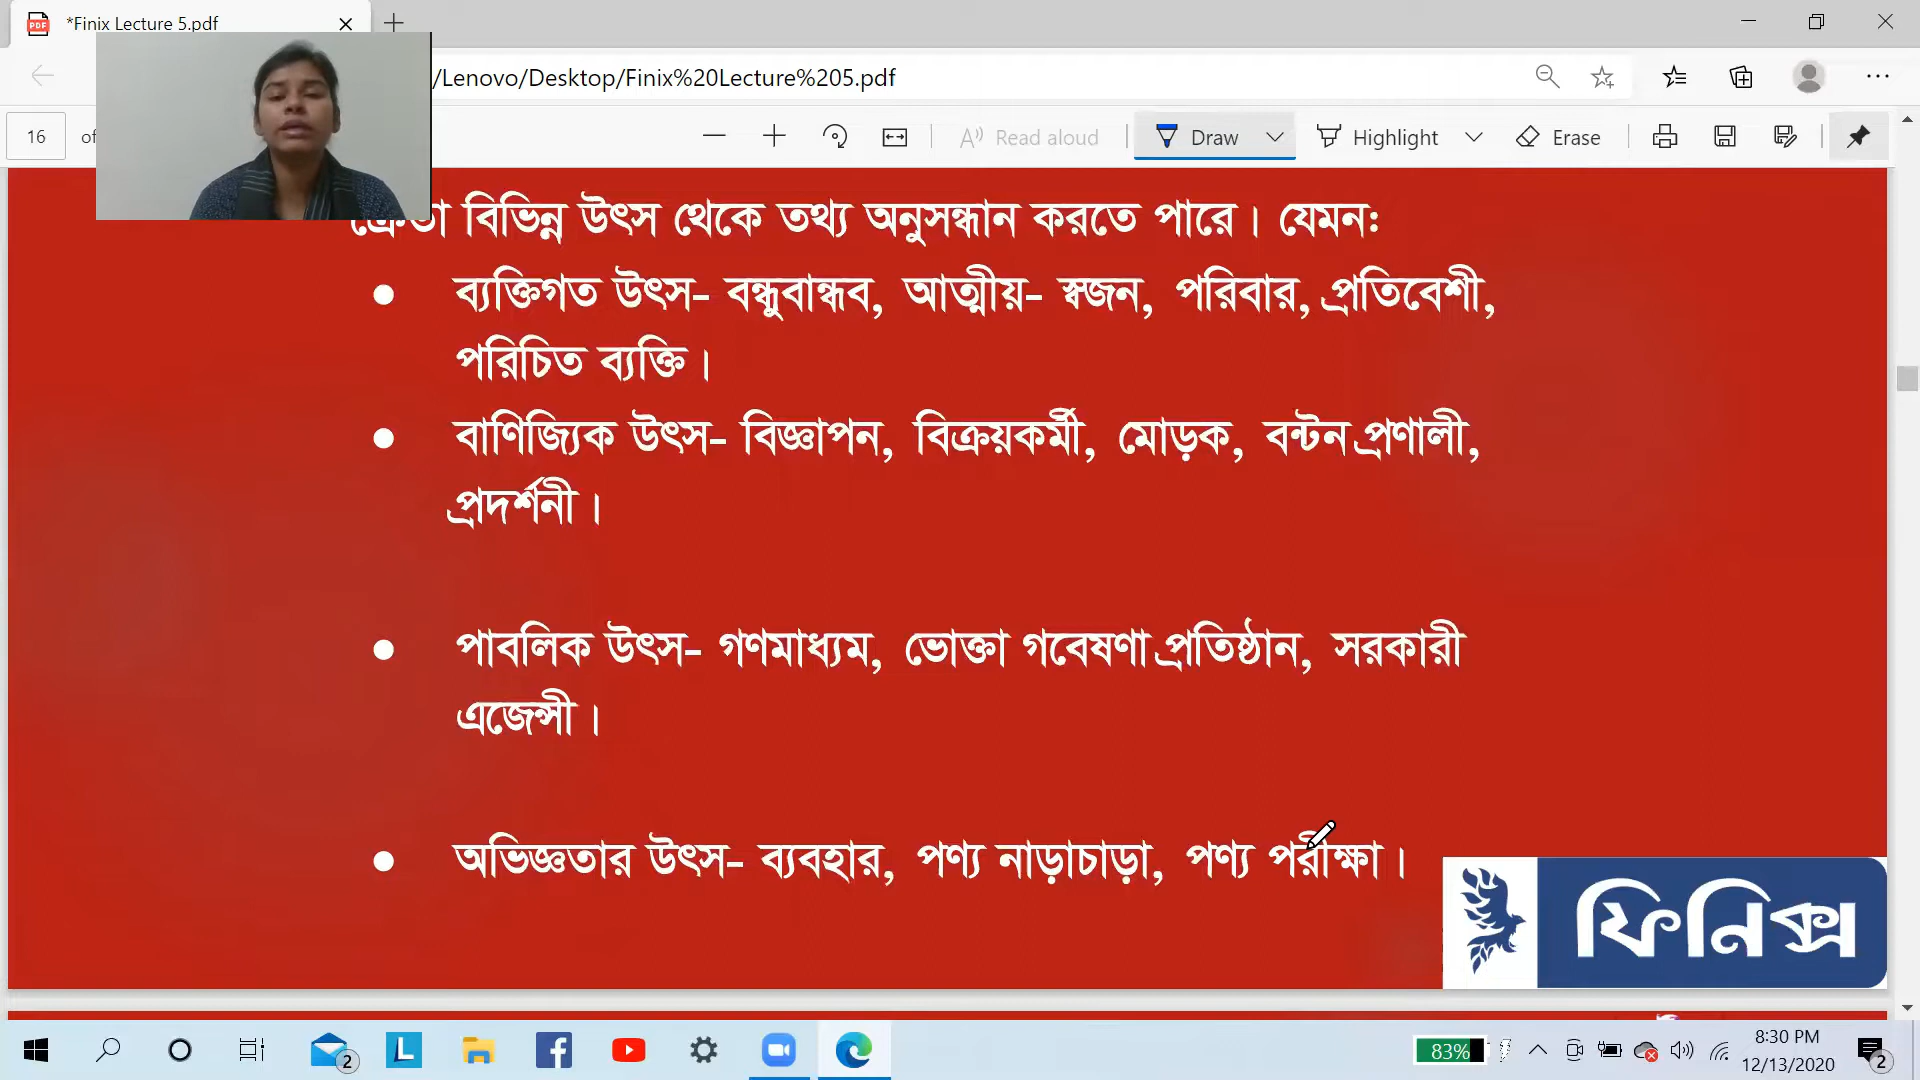 *Finix Lecture 5.pdf
/Lenovo/Desktop/Finix%20Lecture%205.pdf
16 of
Read aloud Draw Highlight Erase
ক্রেতা বিভিন্ন উৎস থেকে তথ্য অনুসন্ধান করতে পারে। যেমনঃ
● ব্যক্তিগত উৎস- বন্ধুবান্ধব, আত্মীয়- স্বজন, পরিবার, প্রতিবেশী,
পরিচিত ব্যক্তি।
● বাণিজ্যিক উৎস- বিজ্ঞাপন, বিক্রয়কর্মী, মোড়ক, বন্টন প্রণালী,
প্রদর্শনী।
● পাবলিক উৎস- গণমাধ্যম, ভোক্তা গবেষণা প্রতিষ্ঠান, সরকারী
এজেন্সী।
● অভিজ্ঞতার উৎস- ব্যবহার, পণ্য নাড়াচাড়া, পণ্য পরীক্ষা।
ফিনিক্স
2
L
83%
8:30 PM
12/13/2020
2